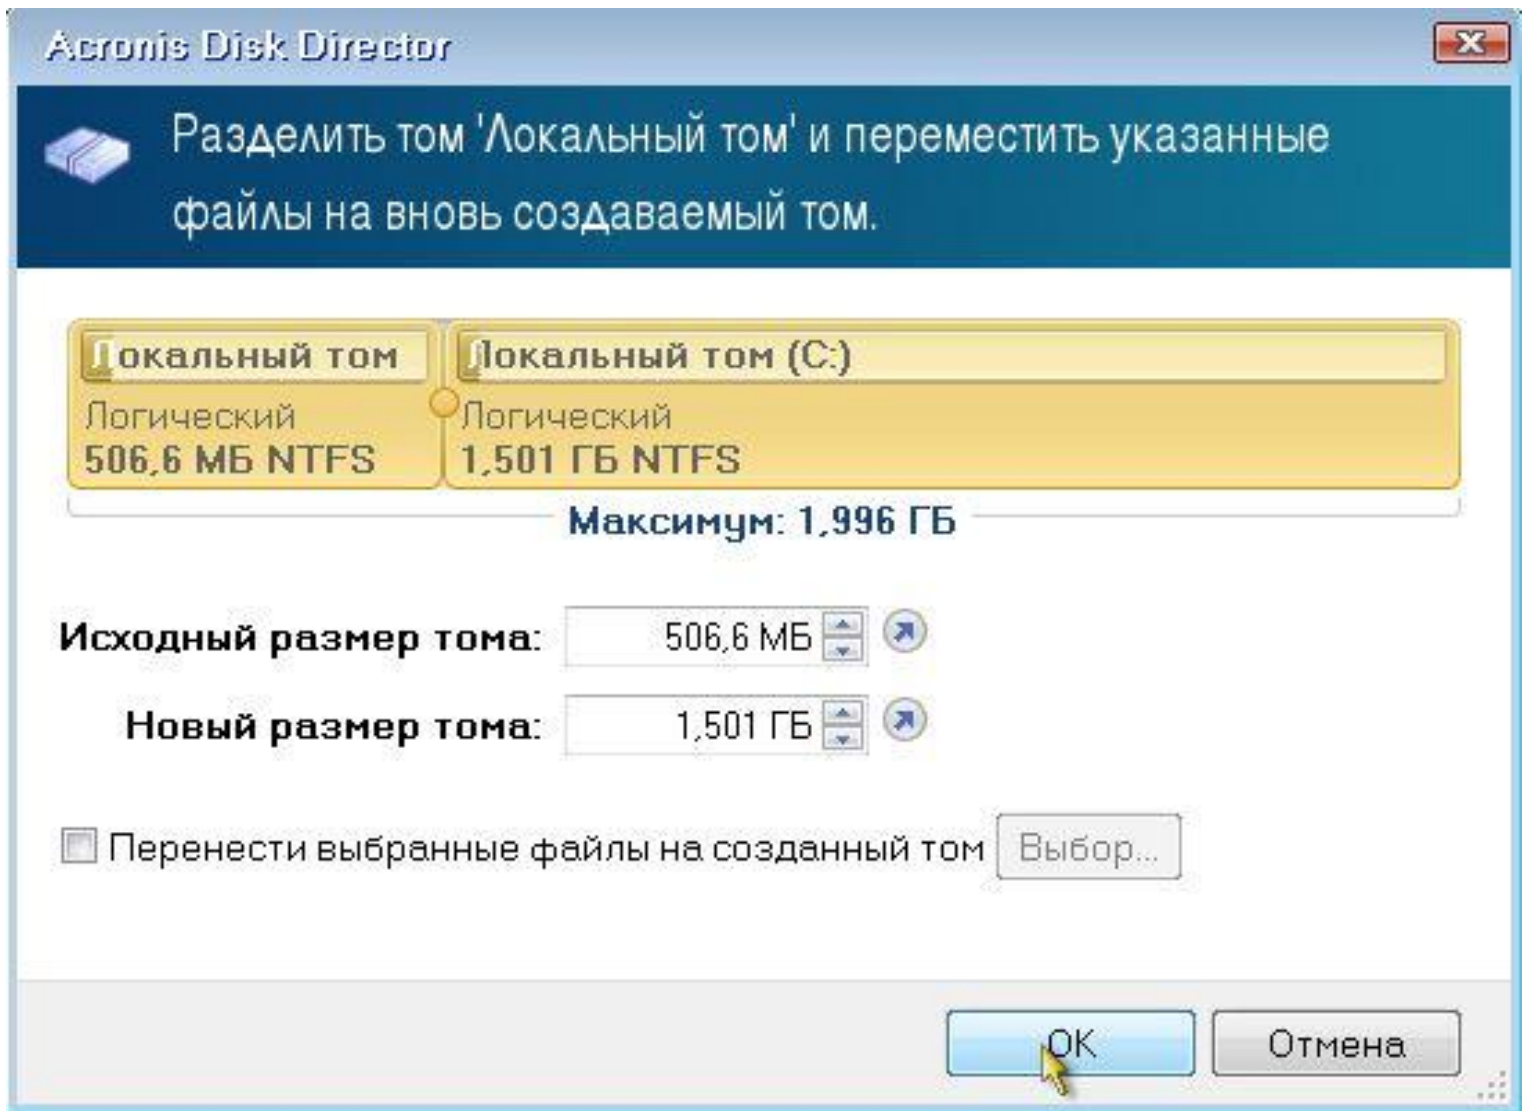 Acronis Disk Director
Разделить том 'Локальный том' и переместить указанные
файлы на вновь создаваемый том.
Локальный том
Логический
506,6 МБ NTFS
Локальный том (C:)
Логический
1,501 ГБ NTFS
Максимум: 1,996 ГБ
Исходный размер тома: 506,6 МБ
Новый размер тома: 1,501 ГБ
Перенести выбранные файлы на созданный том Выбор...
OK Отмена